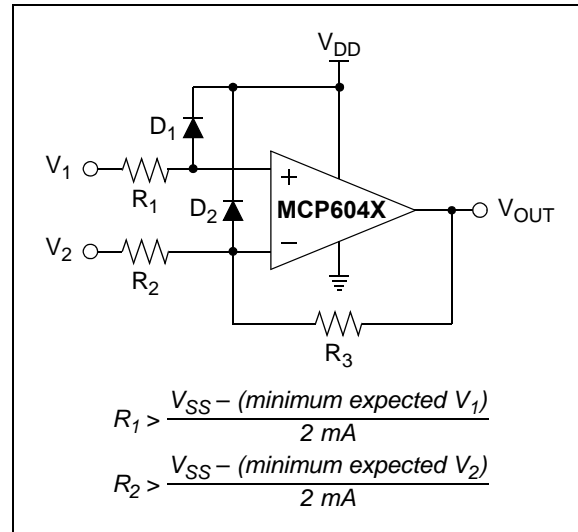 V_DD
D_1
V_1
R_1
+
MCP604X
V_OUT
D_2
V_2
–
R_2
R_3
R_1 > V_SS – (minimum expected V_1)
2 mA
R_2 > V_SS – (minimum expected V_2)
2 mA